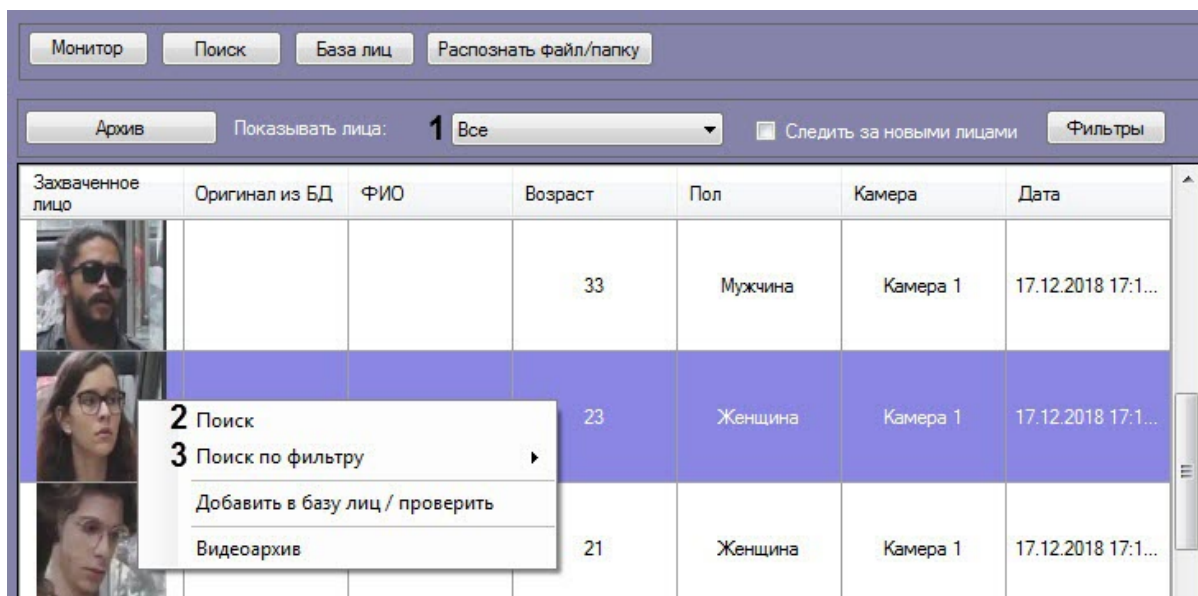 Монитор Поиск База лиц Распознать файл/папку
Архив Показывать лица: 1 Все Следить за новыми лицами Фильтры
Захваченное лицо Оригинал из БД ФИО Возраст Пол Камера Дата
33 Мужчина Камера 1 17.12.2018 17:1...
23 Женщина Камера 1 17.12.2018 17:1...
2 Поиск
3 Поиск по фильтру
Добавить в базу лиц / проверить
Видеоархив
21 Женщина Камера 1 17.12.2018 17:1...